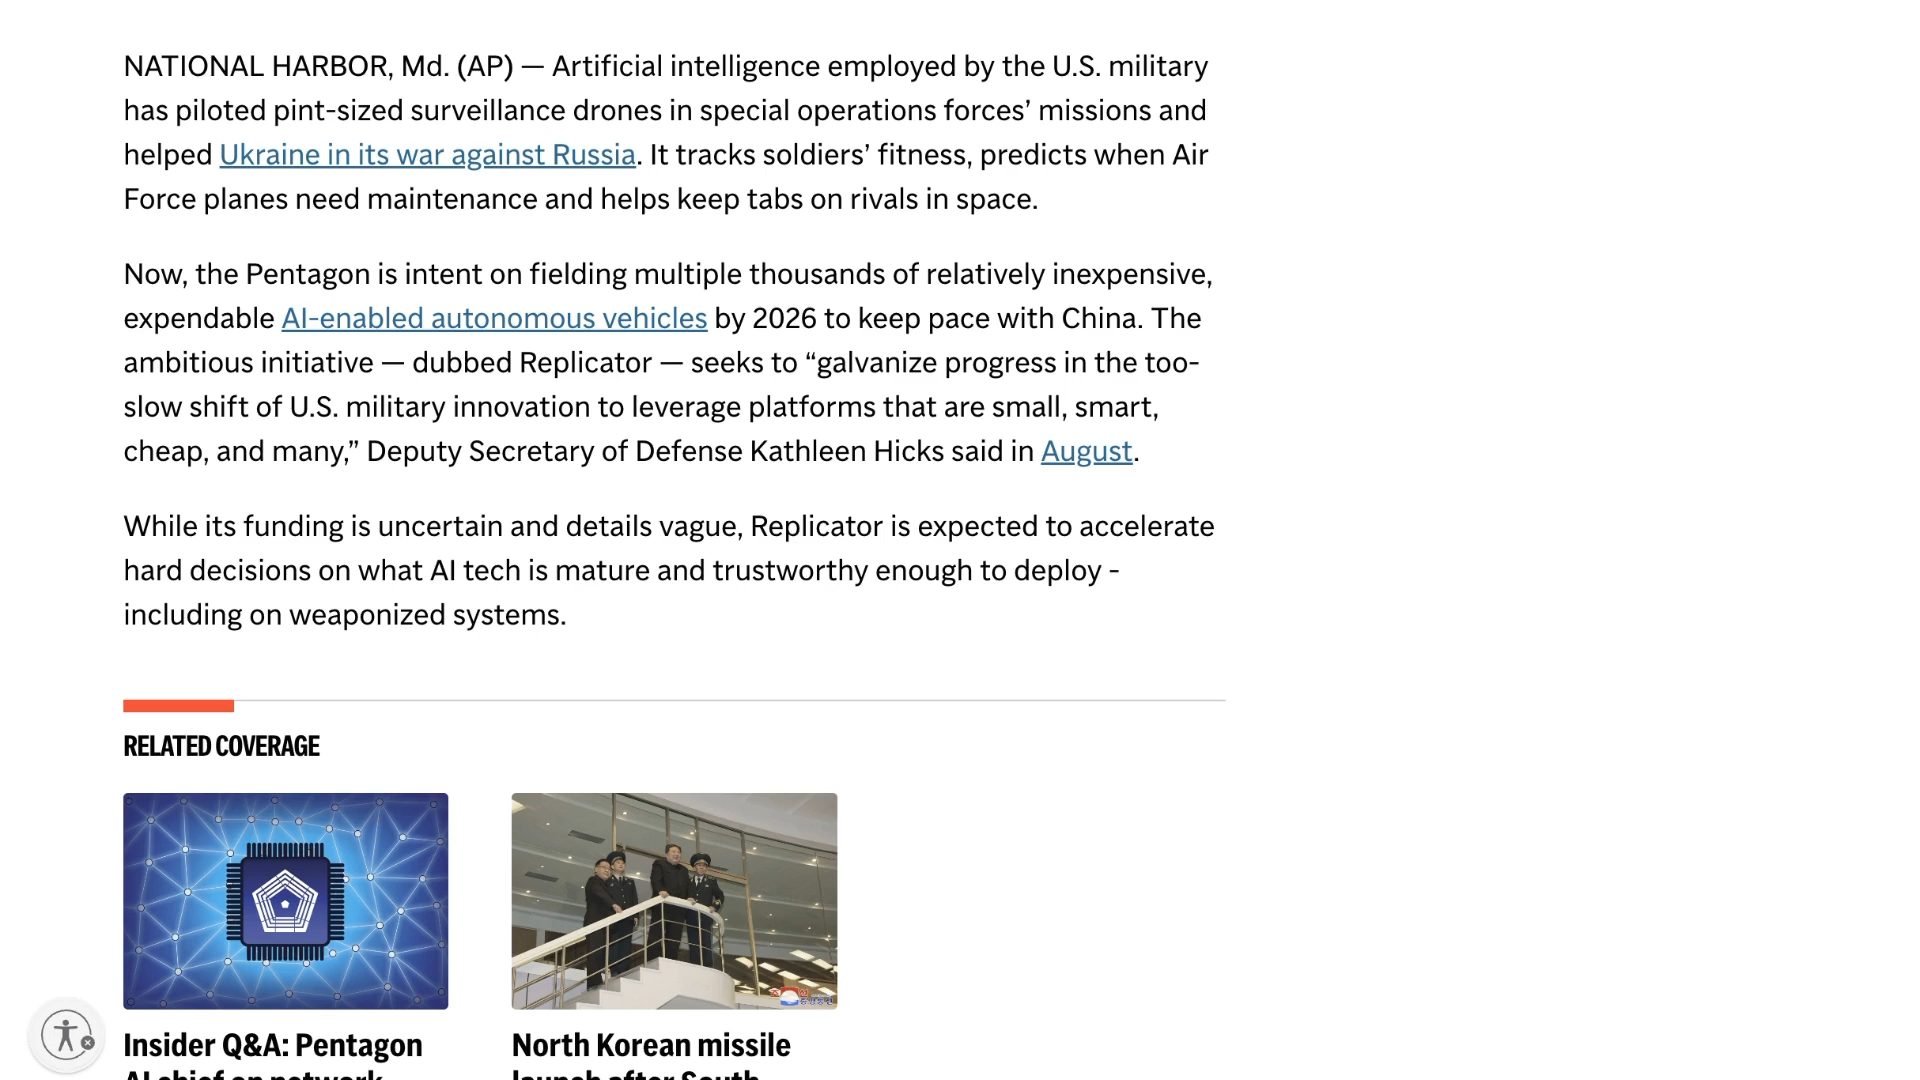 NATIONAL HARBOR, Md. (AP) — Artificial intelligence employed by the U.S. military
has piloted pint-sized surveillance drones in special operations forces’ missions and
helped Ukraine in its war against Russia. It tracks soldiers’ fitness, predicts when Air
Force planes need maintenance and helps keep tabs on rivals in space.
Now, the Pentagon is intent on fielding multiple thousands of relatively inexpensive,
expendable AI-enabled autonomous vehicles by 2026 to keep pace with China. The
ambitious initiative — dubbed Replicator — seeks to “galvanize progress in the too-
slow shift of U.S. military innovation to leverage platforms that are small, smart,
cheap, and many,” Deputy Secretary of Defense Kathleen Hicks said in August.
While its funding is uncertain and details vague, Replicator is expected to accelerate
hard decisions on what AI tech is mature and trustworthy enough to deploy -
including on weaponized systems.
RELATED COVERAGE
Insider Q&A: Pentagon
AI chief on network
North Korean missile
launch after South